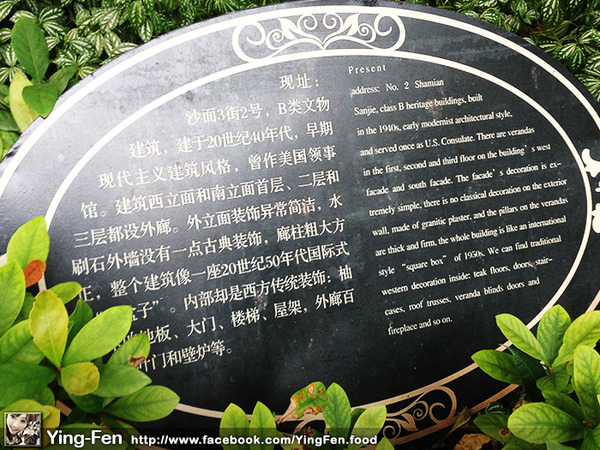 现址：
沙面3街2号，B类文物
建筑，建于20世纪40年代，早期
现代主义建筑风格，曾作美国领事
馆。建筑西立面和南立面首层、二层和
三层都设外廊。外立面装饰异常简洁，水
刷石外墙没有一点古典装饰，廊柱粗大方
正，整个建筑像一座20世纪50年代国际式
子”。内部却是西方传统装饰：柚
地板、大门、楼梯、屋架，外廊百
叶门和壁炉等。
Present
address: No. 2 Shamian
Sanjie, class B heritage buildings, built
in the 1940s, early modernist architectural style,
and served once as U.S. Consulate. There are verandas
in the first, second and third floor on the building's west
facade and south facade. The facade's decoration is ex-
tremely simple, there is no classical decoration on the exterior
wall, made of granitic plaster, and the pillars on the verandas
are thick and firm, the whole building is like an international
style "square box" of 1950s. We can find traditional
western decoration inside: teak floors, doors, stair-
cases, roof trusses, veranda blinds doors and
fireplace and so on.
Ying-Fen http://www.facebook.com/YingFen.food